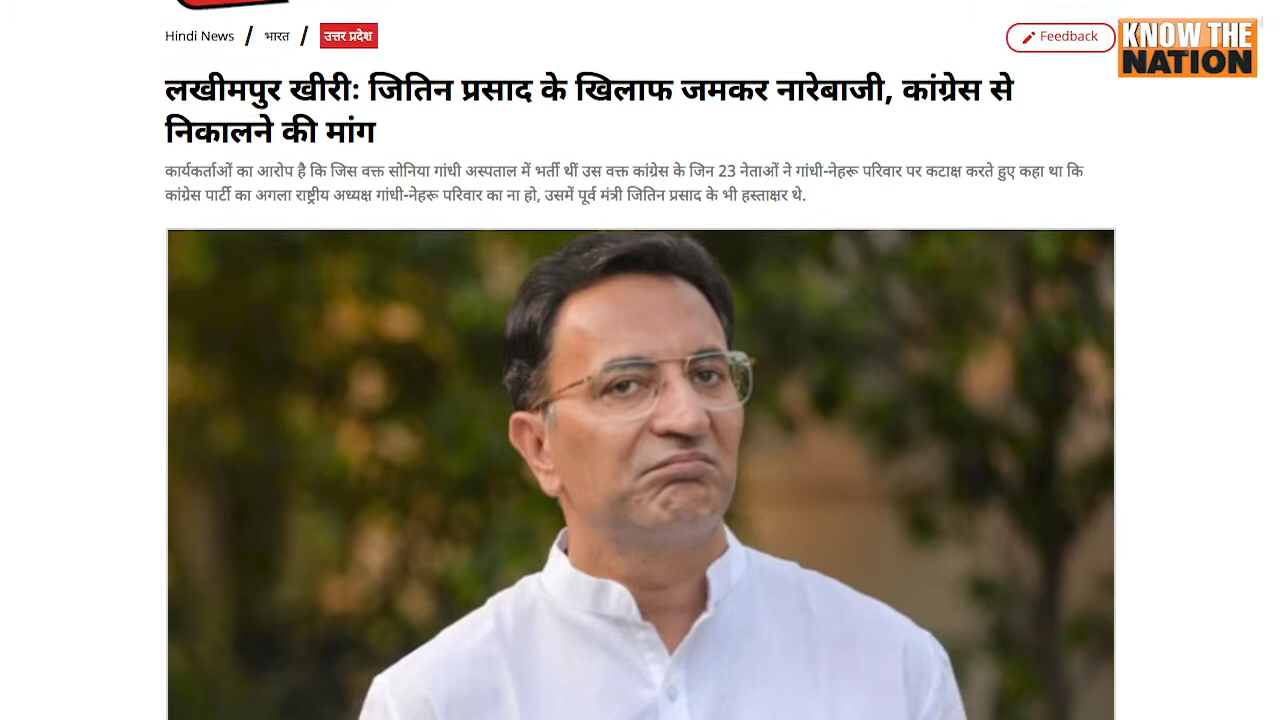 Hindi News / भारत / उत्तर प्रदेश
Feedback
KNOW THE
NATION
लखीमपुर खीरीः जितिन प्रसाद के खिलाफ जमकर नारेबाजी, कांग्रेस से
निकालने की मांग
कार्यकर्ताओं का आरोप है कि जिस वक्त सोनिया गांधी अस्पताल में भर्ती थीं उस वक्त कांग्रेस के जिन 23 नेताओं ने गांधी-नेहरू परिवार पर कटाक्ष करते हुए कहा था कि
कांग्रेस पार्टी का अगला राष्ट्रीय अध्यक्ष गांधी-नेहरू परिवार का ना हो, उसमें पूर्व मंत्री जितिन प्रसाद के भी हस्ताक्षर थे.